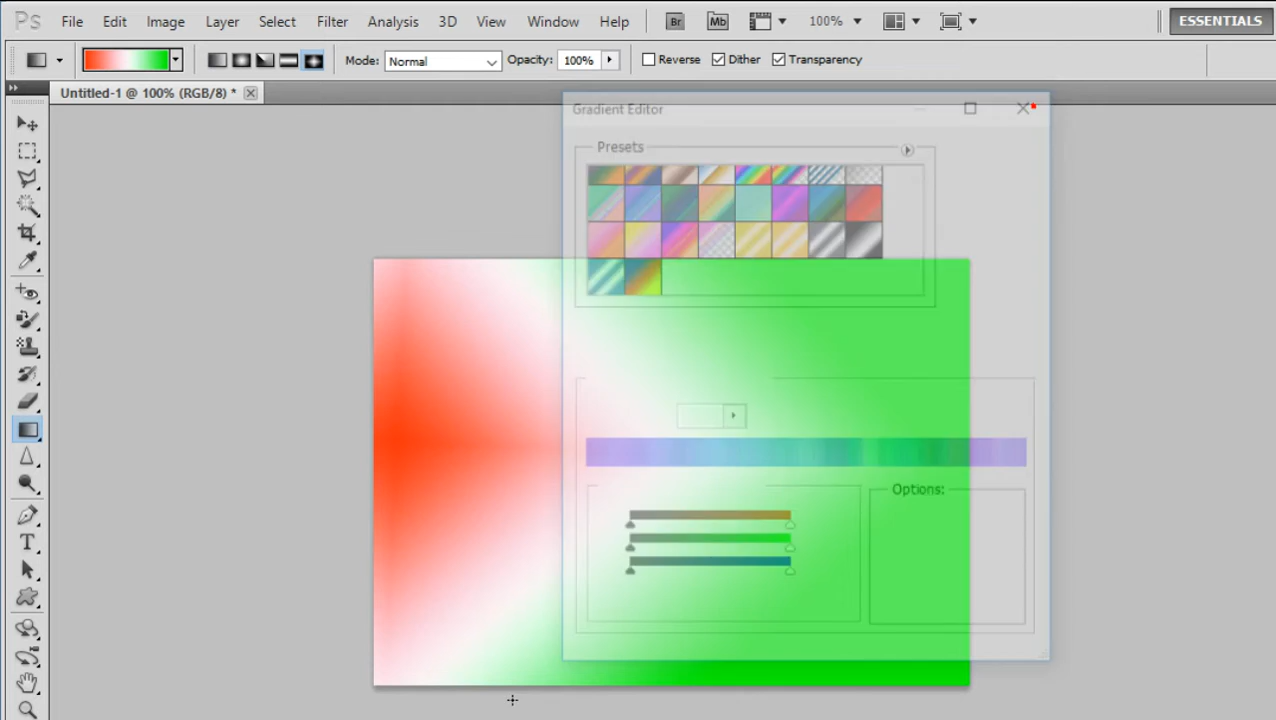 Ps File Edit Image Layer Select Filter Analysis 3D View Window Help Br Mb 100% ESSENTIALS
Mode: Normal Opacity: 100% Reverse Dither Transparency
Untitled-1 @ 100% (RGB/8) *
Gradient Editor
Presets
Options:
T